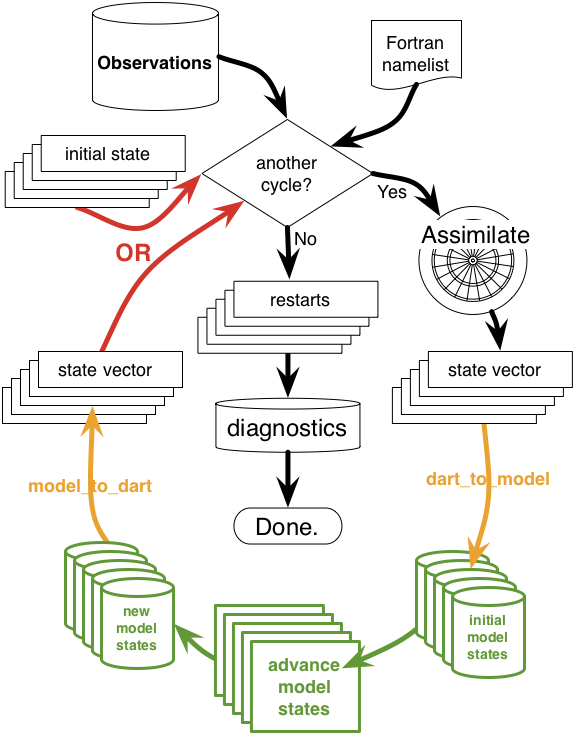 Observations
Fortran
namelist
initial state
another
cycle?
Yes
No
OR
Assimilate
restarts
state vector
state vector
diagnostics
model_to_dart
dart_to_model
Done.
new
model
states
initial
model
states
advance
model
states